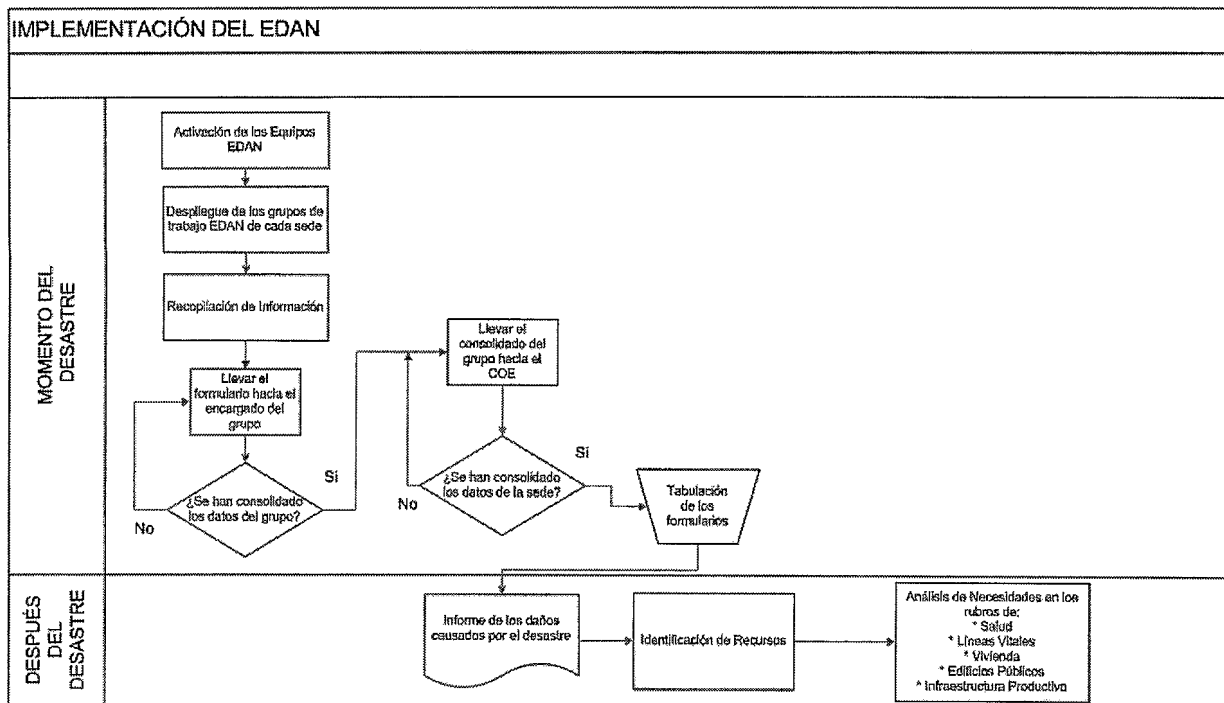 IMPLEMENTACIÓN DEL EDAN
MOMENTO DEL
DESASTRE
Activación de los Equipos
EDAN
Despliegue de los grupos de
trabajo EDAN de cada sede
Recopilación de Información
Llevar el
formulario hacia el
encargado del
grupo
¿Se han consolidado
los datos del grupo?
No
Sí
Llevar el
consolidado del
grupo hacia el
COE
¿Se han consolidado
los datos de la sede?
No
Sí
Tabulación
de los
formularios
DESPUÉS
DEL
DESASTRE
Informe de los daños
causados por el desastre
Identificación de Recursos
Análisis de Necesidades en los
rubros de:
* Salud
* Líneas Vitales
* Vivienda
* Edificios Públicos
* Infraestructura Productiva